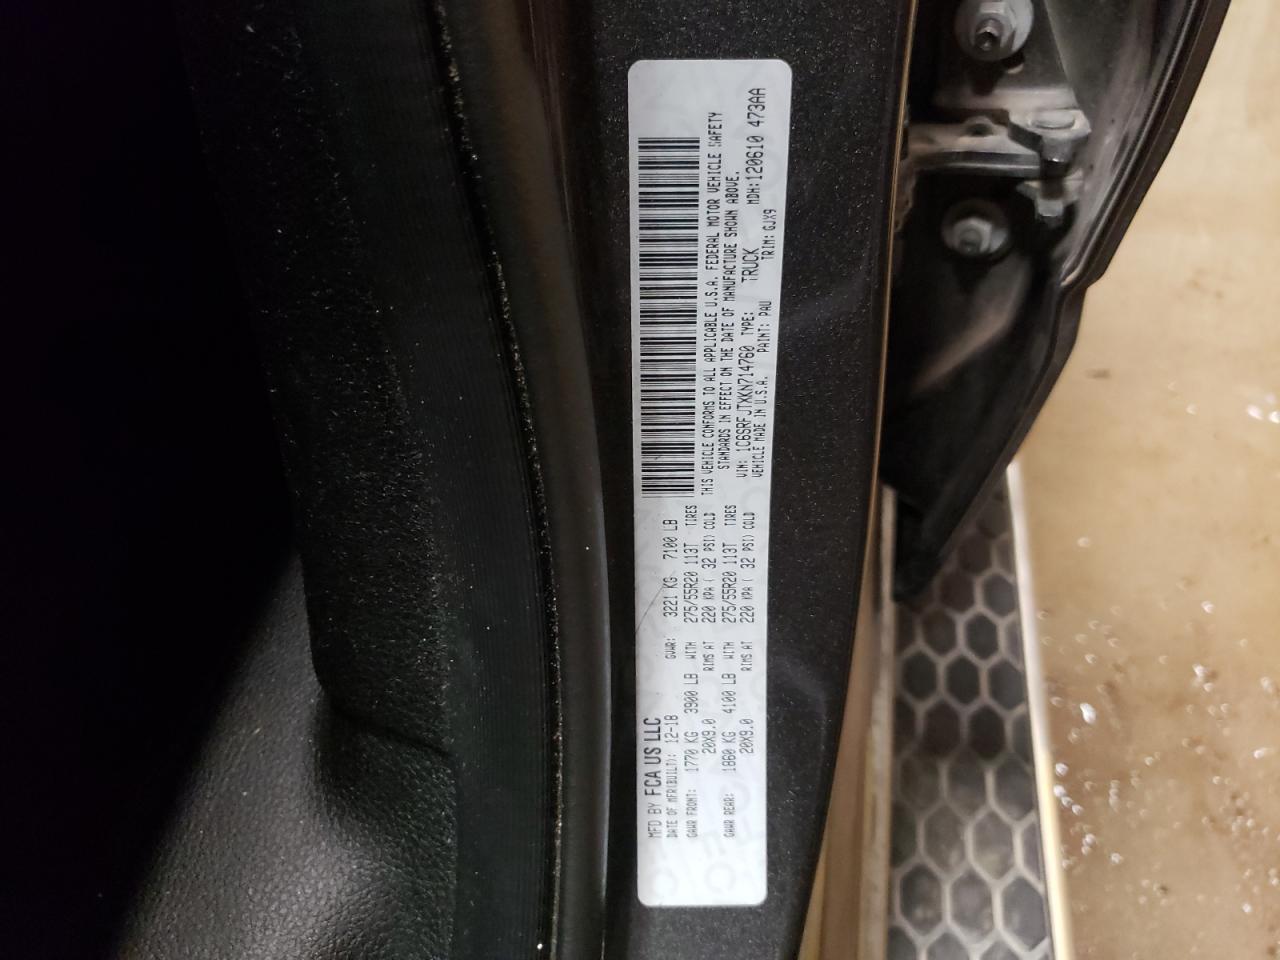 MFD BY FCA US LLC
DATE OF MFR(BUILT): 12-18 GVWR: 3221 KG 7100 LB
GAWR FRONT: 1770 KG 3900 LB WITH 275/55R20 113T TIRES
20X9.0 RIMS AT 220 KPA( 32 PSI) COLD
GAWR REAR: 1860 KG 4100 LB WITH 275/55R20 113T TIRES
20X9.0 RIMS AT 220 KPA( 32 PSI) COLD
THIS VEHICLE CONFORMS TO ALL APPLICABLE U.S.A. FEDERAL MOTOR VEHICLE SAFETY
STANDARDS IN EFFECT ON THE DATE OF MANUFACTURE SHOWN ABOVE.
VIN: 1C6SRFJTXKN714760 TYPE: TRUCK MDH: 120610 473AA
VEHICLE MADE IN U.S.A. PAINT: PAU TRIM: GJX9